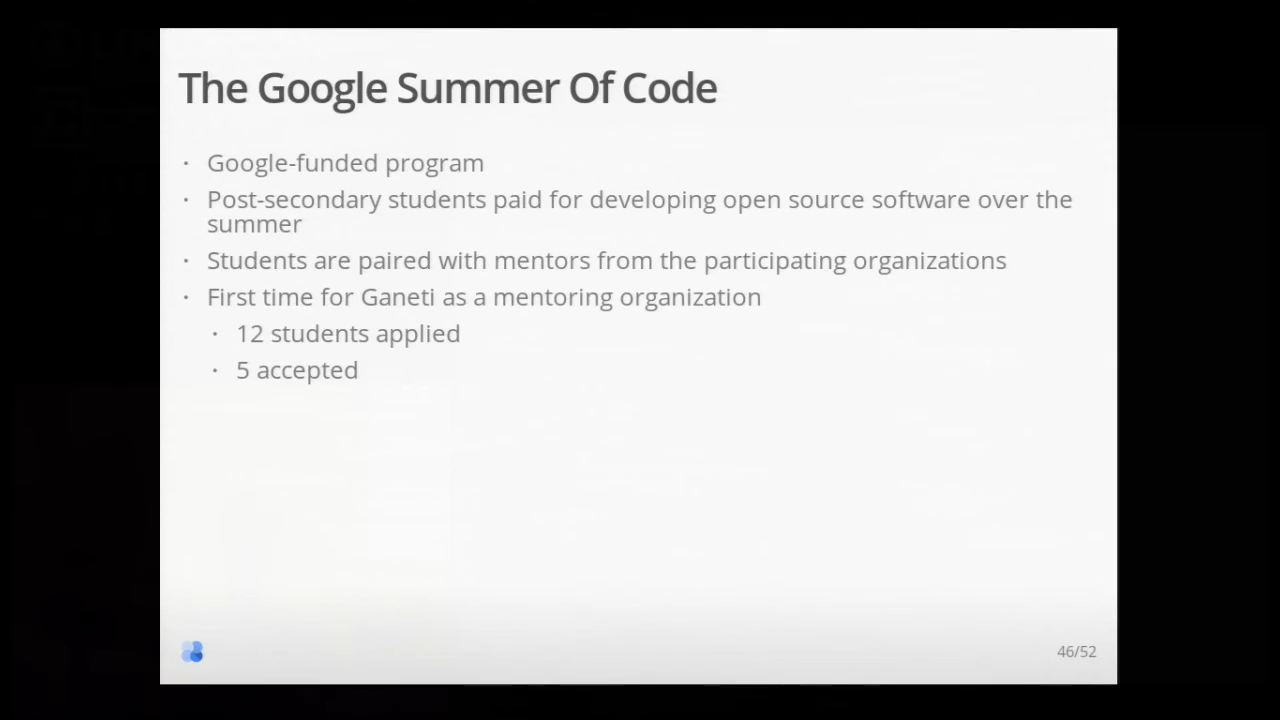 The Google Summer Of Code
· Google-funded program
· Post-secondary students paid for developing open source software over the
summer
· Students are paired with mentors from the participating organizations
· First time for Ganeti as a mentoring organization
· 12 students applied
· 5 accepted
46/52